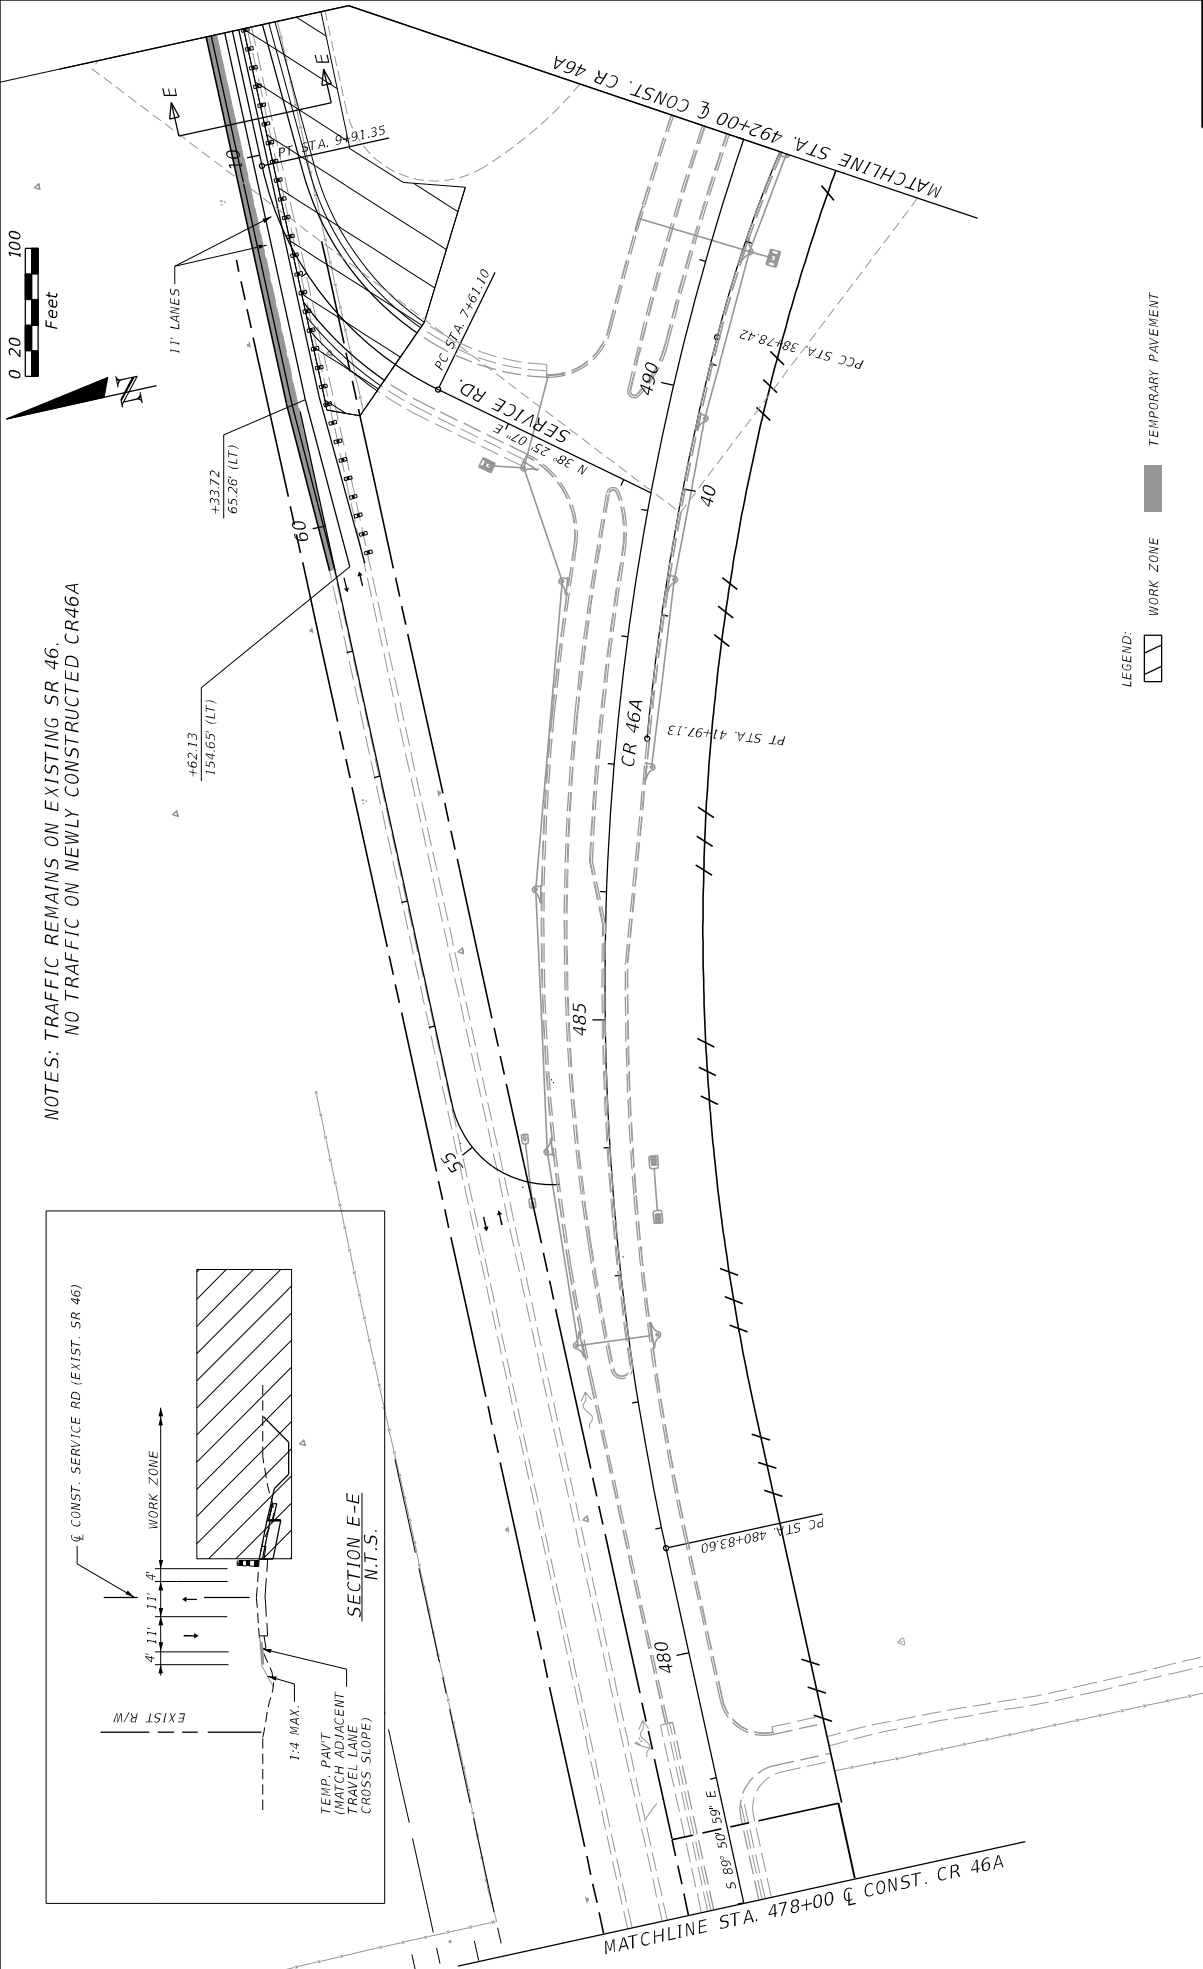 0 20 100
Feet
N
NOTES: TRAFFIC REMAINS ON EXISTING SR 46.
NO TRAFFIC ON NEWLY CONSTRUCTED CR46A
E
E
10
PT STA. 9+91.35
11' LANES
+33.72
65.26' (LT)
60
+62.13
154.65' (LT)
PC STA. 7+61.10
SERVICE RD.
N 38° 25' 07" E
MATCHLINE STA. 492+00 ℄ CONST. CR 46A
490
PCC STA. 38+78.42
40
CR 46A
PT STA. 41+97.13
485
55
PC STA. 480+83.60
480
S 89° 50' 59" E
MATCHLINE STA. 478+00 ℄ CONST. CR 46A
℄ CONST. SERVICE RD (EXIST. SR 46)
WORK ZONE
4' 11' 11' 4'
EXIST R/W
1:4 MAX.
TEMP. PAV'T
(MATCH ADJACENT
TRAVEL LANE
CROSS SLOPE)
SECTION E-E
N.T.S.
LEGEND:
WORK ZONE
TEMPORARY PAVEMENT